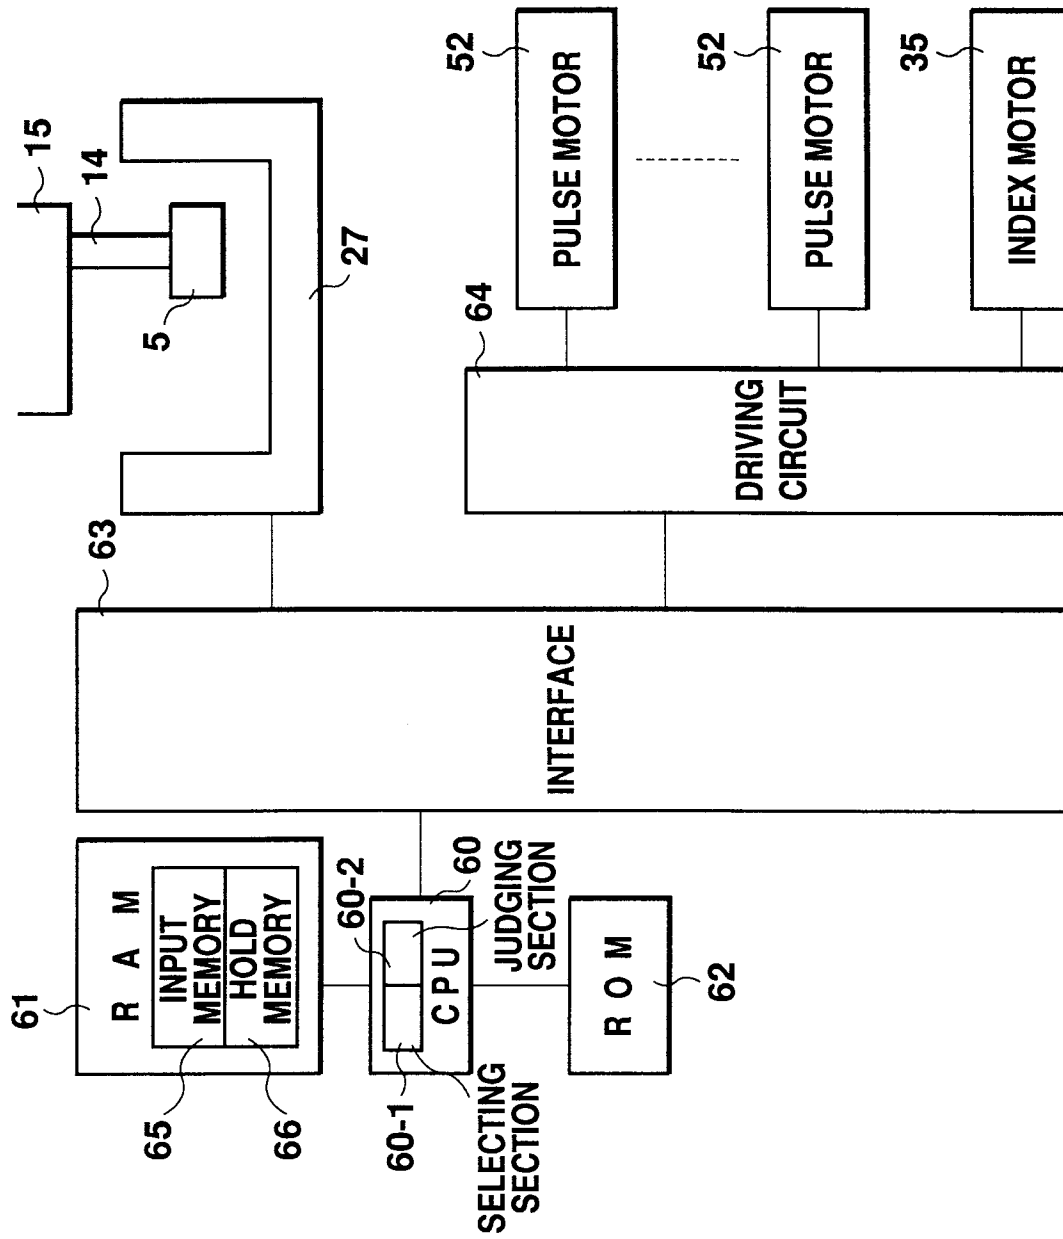 61
R A M
INPUT
MEMORY
HOLD
MEMORY
65
66
60-1
60-2
60
SELECTING
SECTION
JUDGING
SECTION
C P U
R O M
62
63
INTERFACE
15
14
5
27
64
DRIVING
CIRCUIT
52
PULSE MOTOR
52
PULSE MOTOR
35
INDEX MOTOR